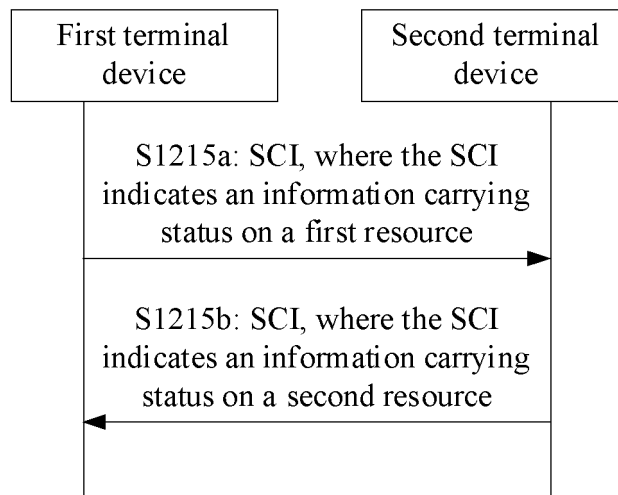 First terminal
device
Second terminal
device
S1215a: SCI, where the SCI
indicates an information carrying
status on a first resource
S1215b: SCI, where the SCI
indicates an information carrying
status on a second resource